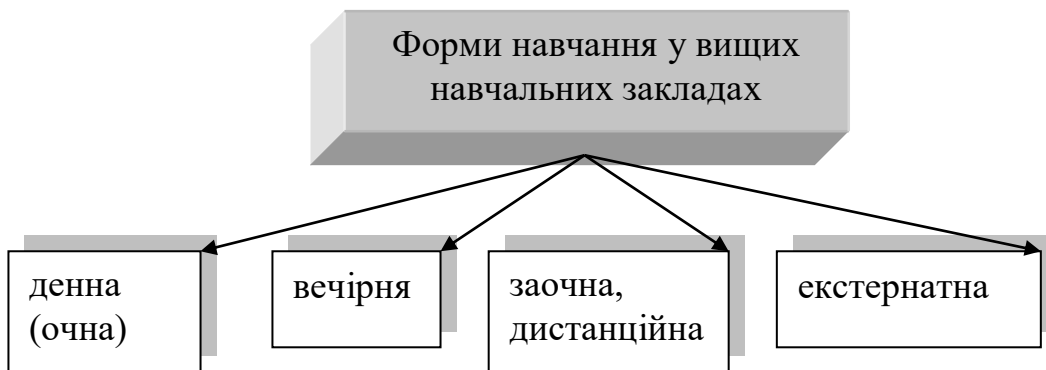 Форми навчання у вищих
навчальних закладах
денна
(очна)
вечірня
заочна,
дистанційна
екстернатна